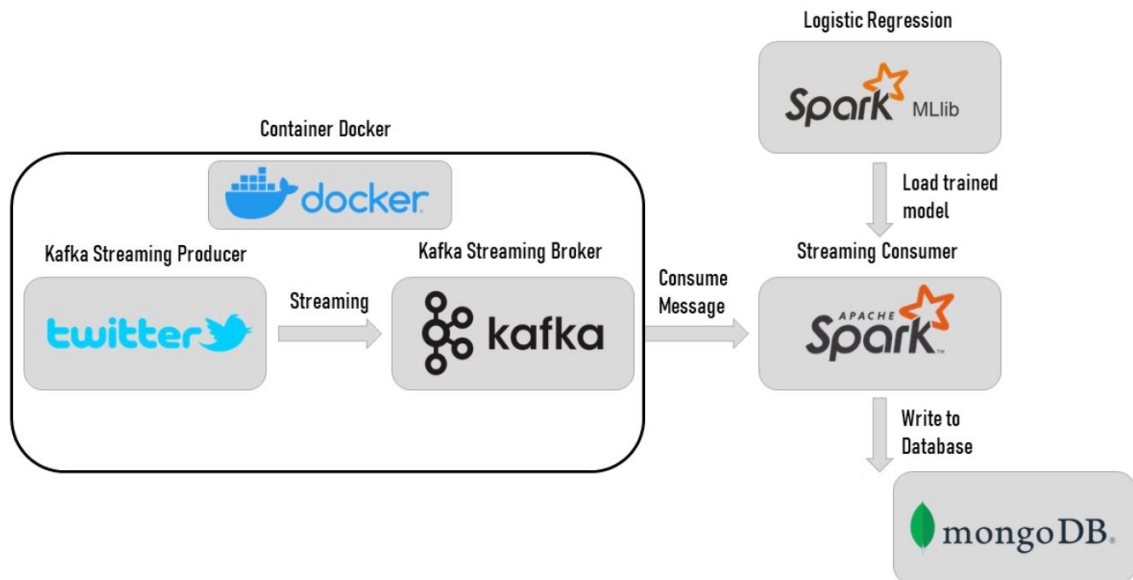 Logistic Regression
Spark MLlib
Container Docker
docker
Load trained
model
Kafka Streaming Producer
Kafka Streaming Broker
Streaming Consumer
twitter
Streaming
kafka
Consume
Message
APACHE
Spark™
Write to
Database
mongoDB®